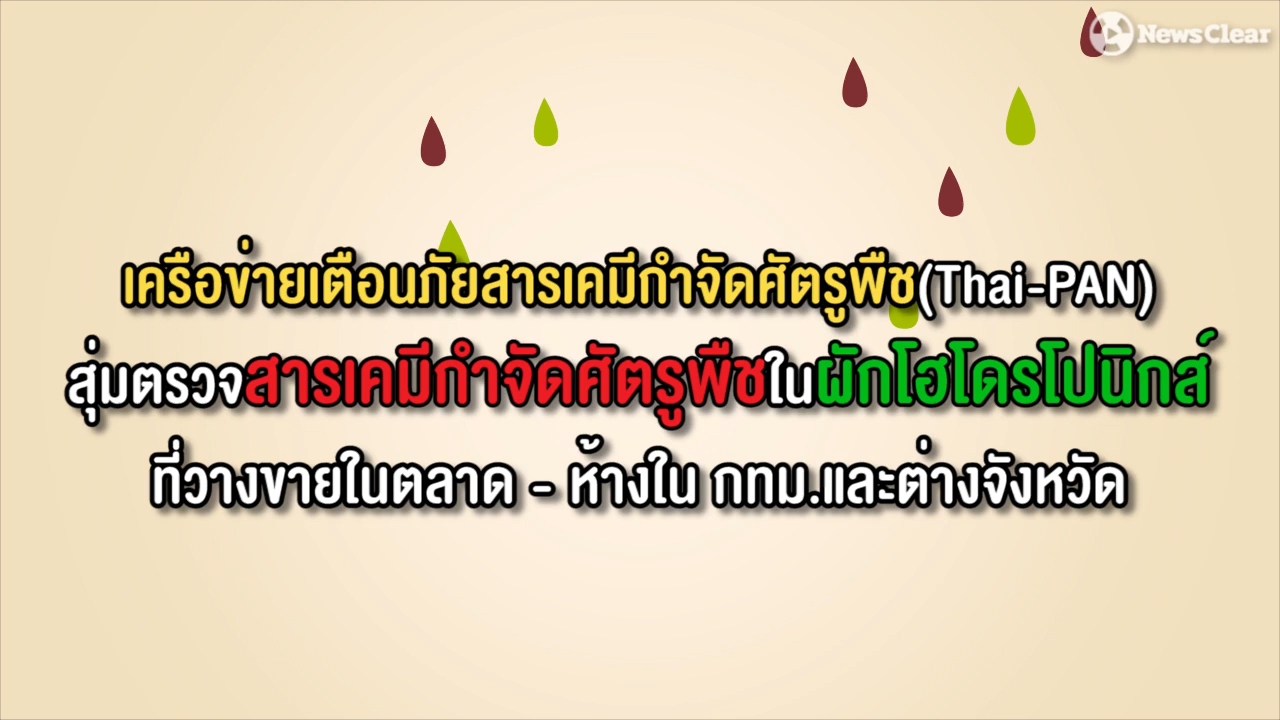 NewsClear
เครือข่ายเตือนภัยสารเคมีกำจัดศัตรูพืช(Thai-PAN)
สุ่มตรวจสารเคมีกำจัดศัตรูพืชในผักโฮโดรโปนิกส์
ที่วางขายในตลาด - ห้างใน กทม.และต่างจังหวัด